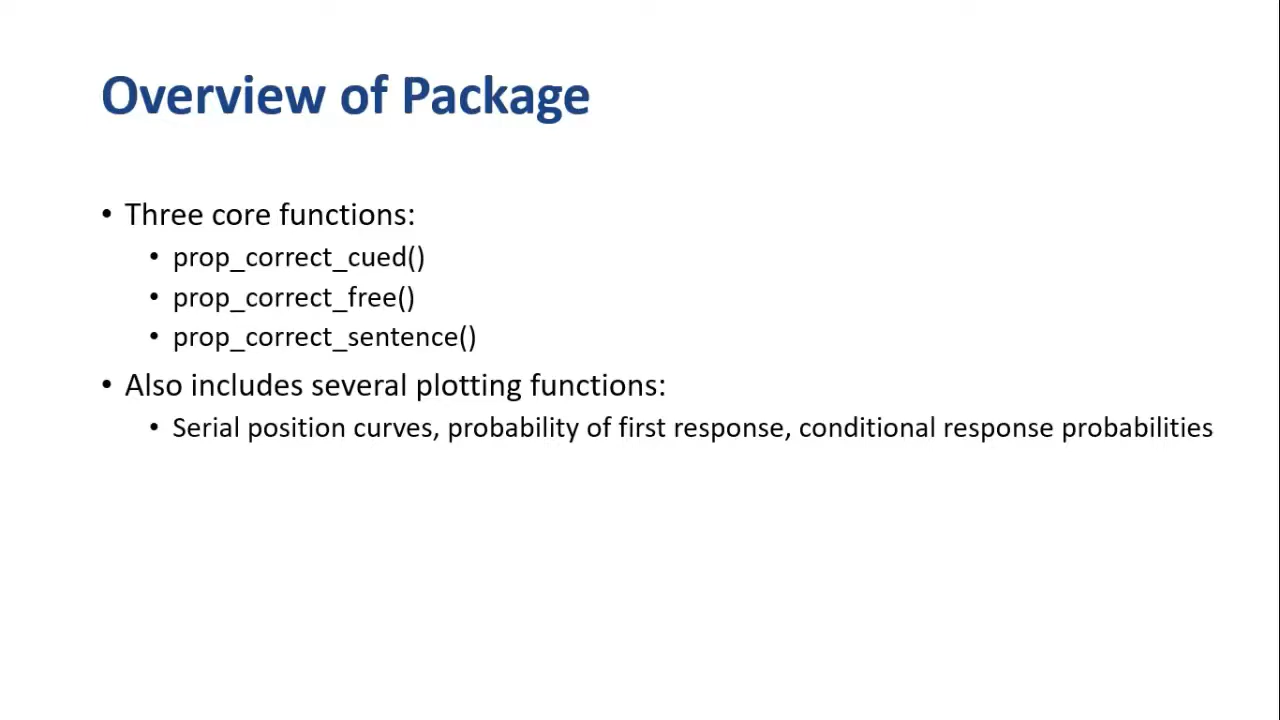 Overview of Package
• Three core functions:
• prop_correct_cued()
• prop_correct_free()
• prop_correct_sentence()
• Also includes several plotting functions:
• Serial position curves, probability of first response, conditional response probabilities